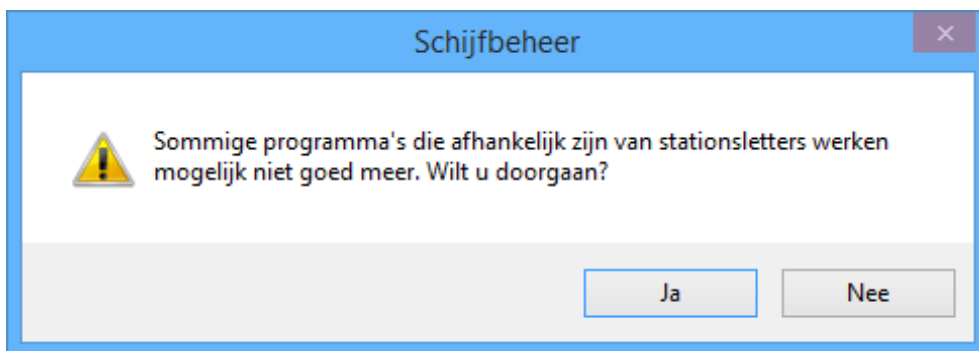 Schijfbeheer
Sommige programma's die afhankelijk zijn van stationsletters werken
mogelijk niet goed meer. Wilt u doorgaan?
Ja
Nee